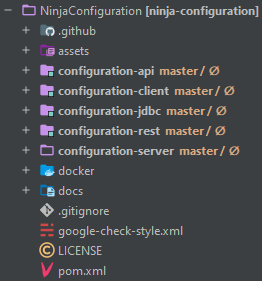 NinjaConfiguration [ninja-configuration]
.github
assets
configuration-api master / Ø
configuration-client master / Ø
configuration-jdbc master / Ø
configuration-rest master / Ø
configuration-server master / Ø
docker
docs
.gitignore
google-check-style.xml
LICENSE
pom.xml